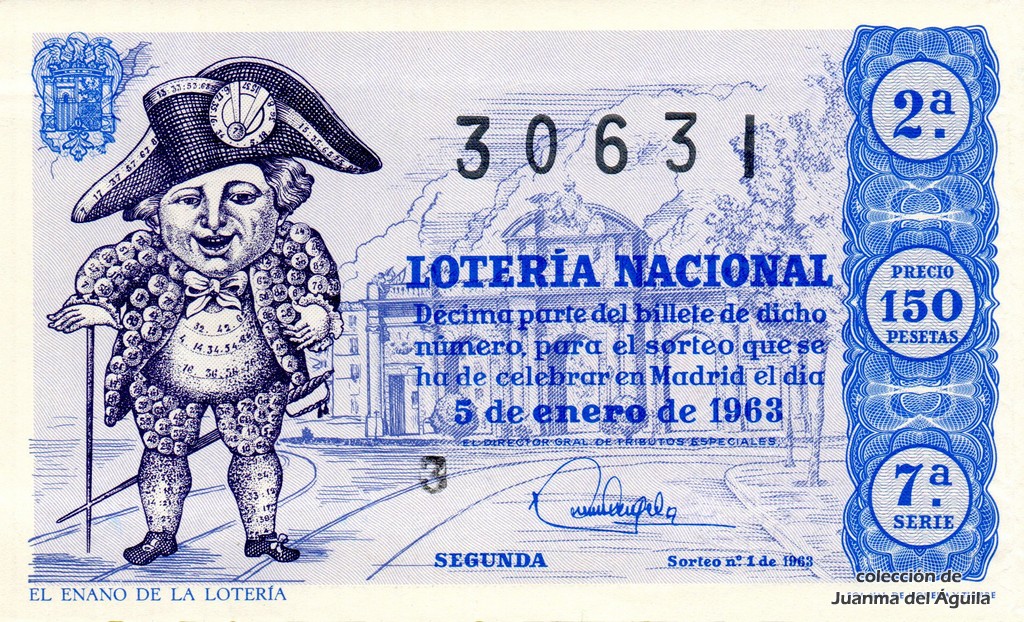 30631
LOTERÍA NACIONAL
Décima parte del billete de dicho
número, para el sorteo que se
ha de celebrar en Madrid el día
5 de enero de 1963
EL DIRECTOR GRAL. DE TRIBUTOS ESPECIALES,
3
SEGUNDA
Sorteo nº. 1 de 1963
EL ENANO DE LA LOTERÍA
2ª.
PRECIO
150
PESETAS
7ª.
SERIE
colección de
Juanma del Águila